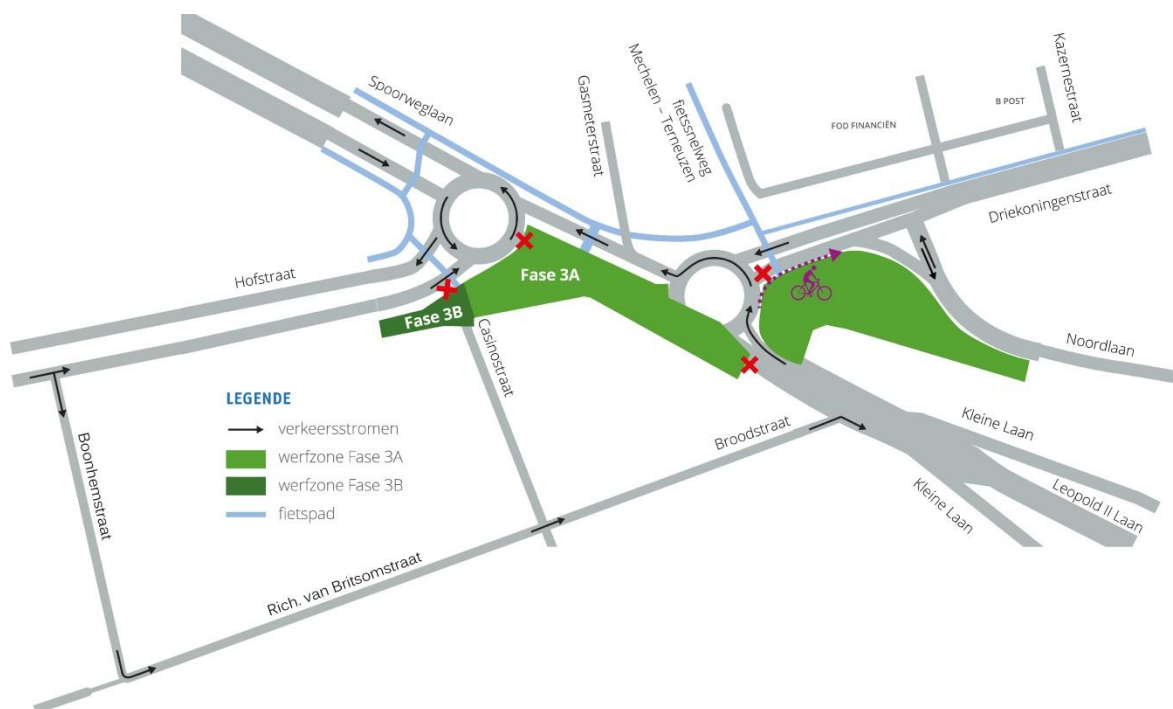 Spoorweglaan
Gasmeterstraat
Mechelen – Terneuzen
fietssnelweg
FOD FINANCIËN
B POST
Kazernestraat
Driekoningenstraat
Hofstraat
Fase 3A
Fase 3B
Casinostraat
Noordlaan
LEGENDE
verkeersstromen
werfzone Fase 3A
werfzone Fase 3B
fietspad
Boonhemstraat
Broodstraat
Kleine Laan
Kleine Laan
Leopold II Laan
Rich. van Britsomstraat